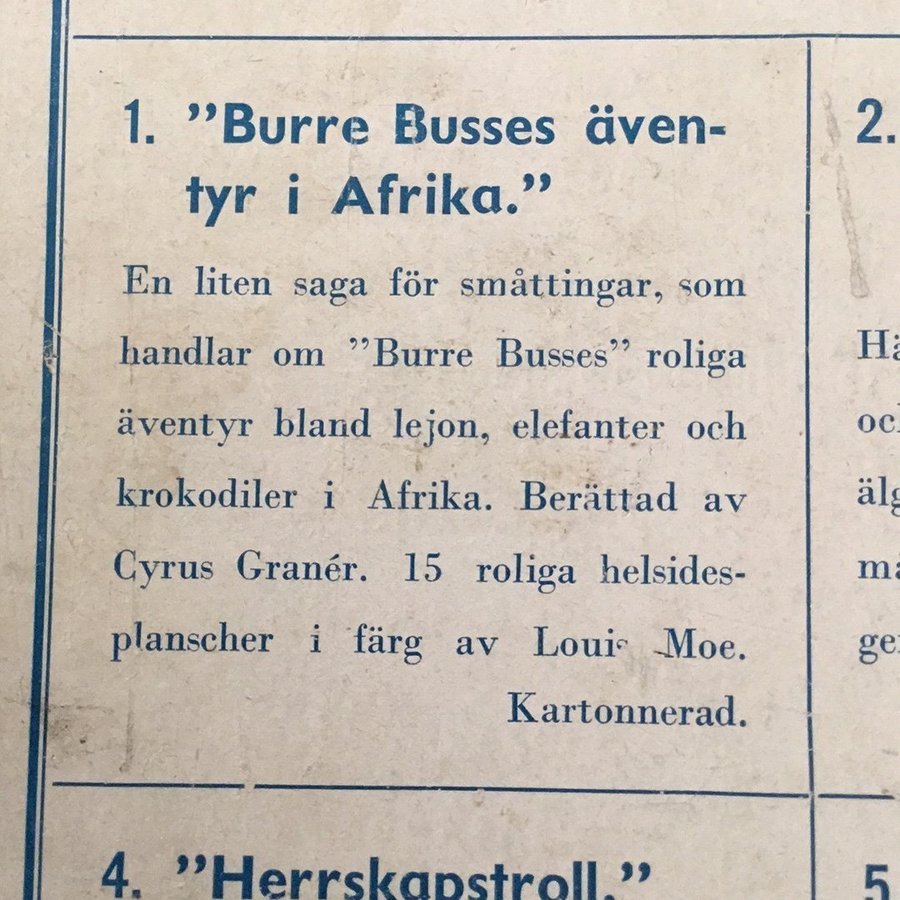 1. ”Burre Busses även-
tyr i Afrika.”
En liten saga för småttingar, som
handlar om ”Burre Busses” roliga
äventyr bland lejon, elefanter och
krokodiler i Afrika. Berättad av
Cyrus Granér. 15 roliga helsides-
planscher i färg av Louis Moe.
Kartonnerad.
2.
4. ”Herrskapstroll.”
5